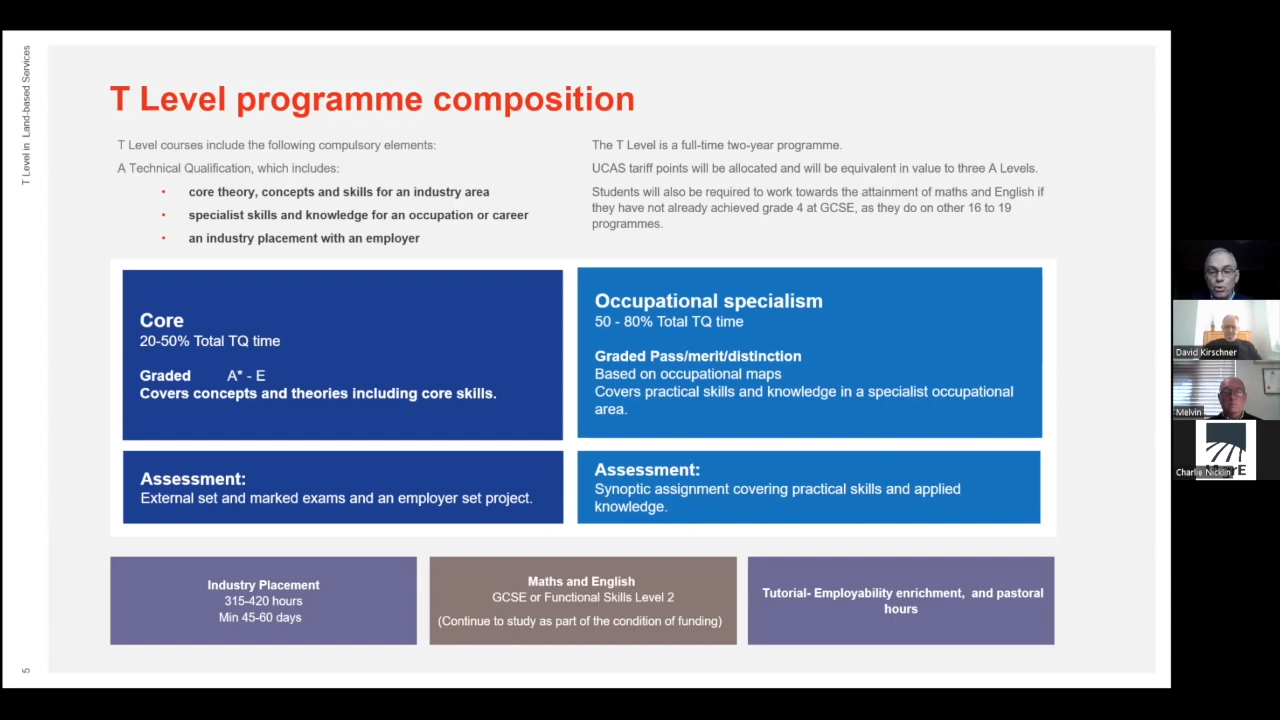 T Level in Land-based Services
T Level programme composition
T Level courses include the following compulsory elements:
A Technical Qualification, which includes:
• core theory, concepts and skills for an industry area
• specialist skills and knowledge for an occupation or career
• an industry placement with an employer
The T Level is a full-time two-year programme.
UCAS tariff points will be allocated and will be equivalent in value to three A Levels.
Students will also be required to work towards the attainment of maths and English if
they have not already achieved grade 4 at GCSE, as they do on other 16 to 19
programmes.
Core
20-50% Total TQ time
Graded A* - E
Covers concepts and theories including core skills.
Occupational specialism
50 - 80% Total TQ time
Graded Pass/merit/distinction
Based on occupational maps
Covers practical skills and knowledge in a specialist occupational
area.
Assessment:
External set and marked exams and an employer set project.
Assessment:
Synoptic assignment covering practical skills and applied
knowledge.
Industry Placement
315-420 hours
Min 45-60 days
Maths and English
GCSE or Functional Skills Level 2
(Continue to study as part of the condition of funding)
Tutorial- Employability enrichment, and pastoral
hours
5
David Kirschner
Melvin
Charlie Nicklin